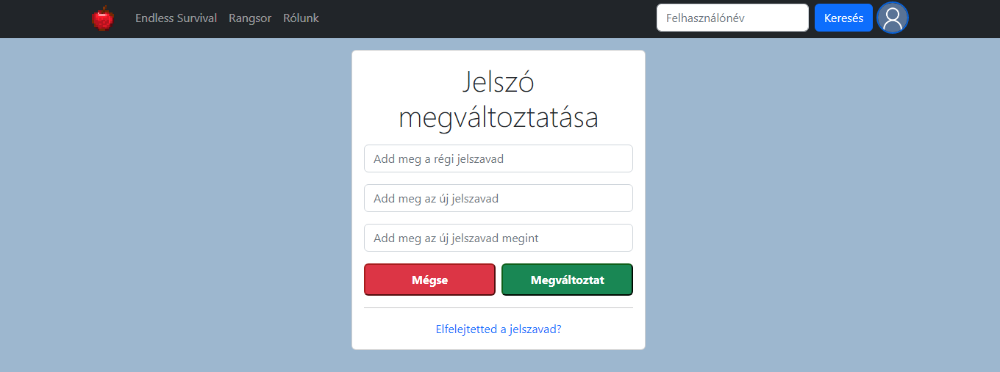 Endless Survival Rangsor Rólunk Felhasználónév Keresés
Jelszó
megváltoztatása
Add meg a régi jelszavad
Add meg az új jelszavad
Add meg az új jelszavad megint
Mégse Megváltoztat
Elfelejtetted a jelszavad?